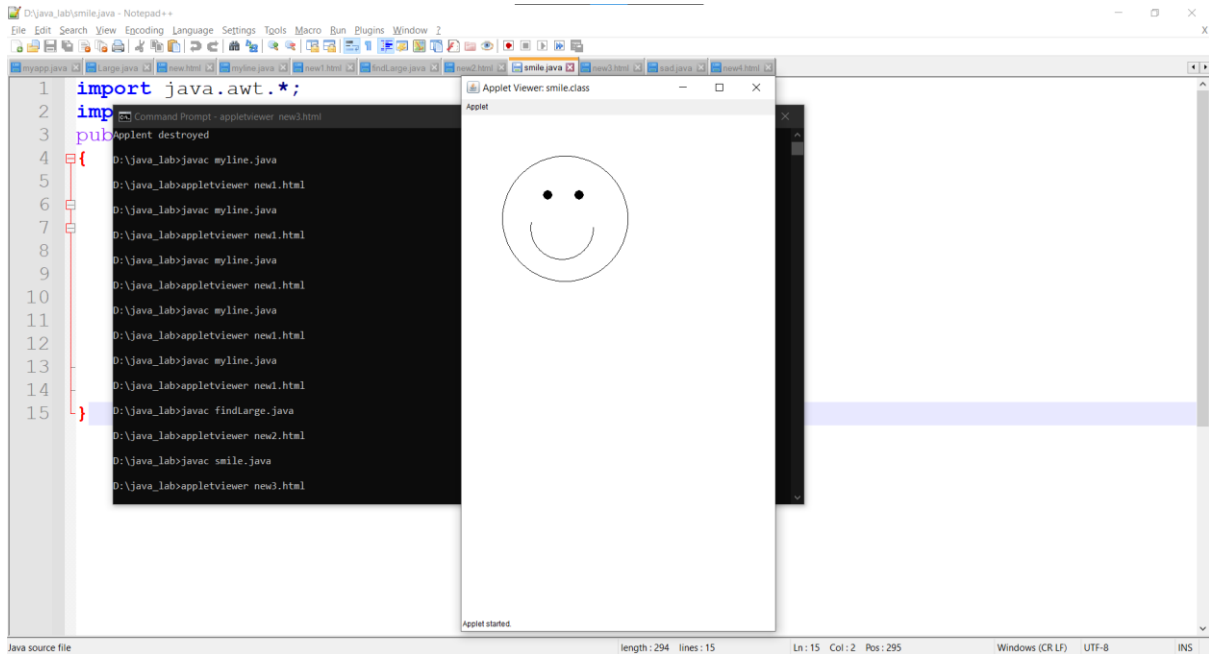 D:\java_lab\smile.java - Notepad++
File Edit Search View Encoding Language Settings Tools Macro Run Plugins Window ?
X
myapp.java Large.java new.html myline.java new1.html findLarge.java new2.html smile.java new3.html sad.java new4.html
1 import java.awt.*;
2 imp
3 pub
4 {
5
6
7
8
9
10
11
12
13
14
15 }
Command Prompt - appletviewer new3.html
Applent destroyed
D:\java_lab>javac myline.java
D:\java_lab>appletviewer new1.html
D:\java_lab>javac myline.java
D:\java_lab>appletviewer new1.html
D:\java_lab>javac myline.java
D:\java_lab>appletviewer new1.html
D:\java_lab>javac myline.java
D:\java_lab>appletviewer new1.html
D:\java_lab>javac myline.java
D:\java_lab>appletviewer new1.html
D:\java_lab>javac findLarge.java
D:\java_lab>appletviewer new2.html
D:\java_lab>javac smile.java
D:\java_lab>appletviewer new3.html
Applet Viewer: smile.class
Applet
Applet started.
Java source file length : 294 lines : 15 Ln : 15 Col : 2 Pos : 295 Windows (CR LF) UTF-8 INS